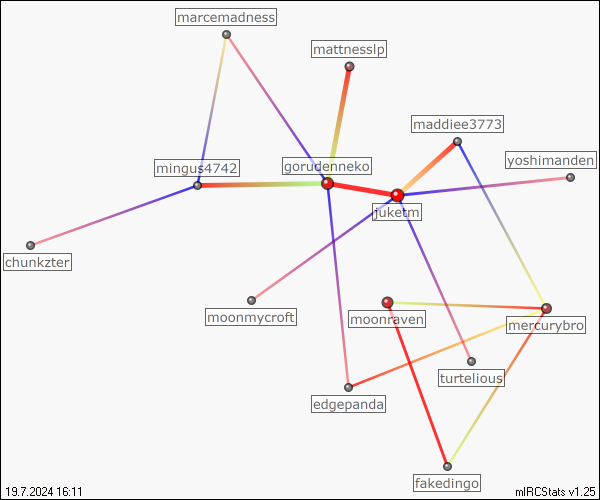 marcemadness
mattnesslp
maddiee3773
yoshimanden
mingus4742
gorudenneko
juketm
chunkzter
moonmycroft
moonraven
mercurybro
turtelious
edgepanda
fakedingo
19.7.2024 16:11
mIRCStats v1.25